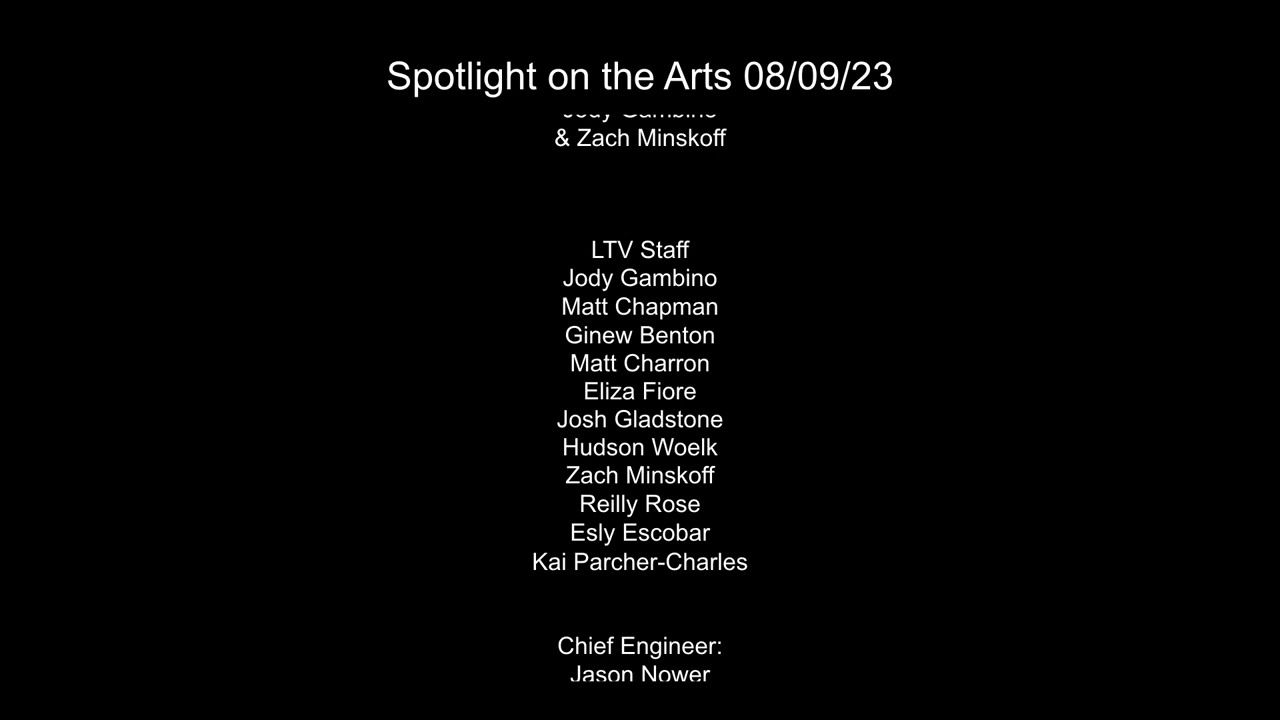 Spotlight on the Arts 08/09/23
Jody Gambino
& Zach Minskoff
LTV Staff
Jody Gambino
Matt Chapman
Ginew Benton
Matt Charron
Eliza Fiore
Josh Gladstone
Hudson Woelk
Zach Minskoff
Reilly Rose
Esly Escobar
Kai Parcher-Charles
Chief Engineer:
Jason Nower